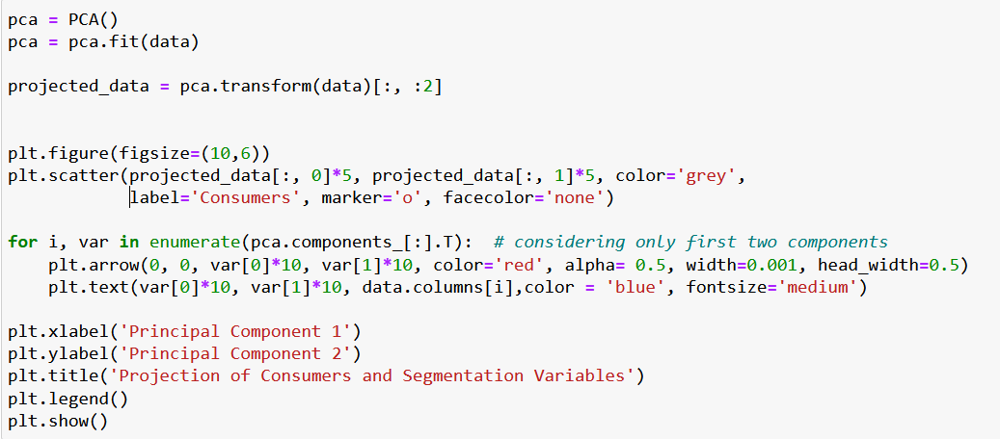 pca = PCA()
pca = pca.fit(data)
projected_data = pca.transform(data)[:, :2]
plt.figure(figsize=(10,6))
plt.scatter(projected_data[:, 0]*5, projected_data[:, 1]*5, color='grey',
            label='Consumers', marker='o', facecolor='none')
for i, var in enumerate(pca.components_[:].T):  # considering only first two components
    plt.arrow(0, 0, var[0]*10, var[1]*10, color='red', alpha= 0.5, width=0.001, head_width=0.5)
    plt.text(var[0]*10, var[1]*10, data.columns[i],color = 'blue', fontsize='medium')
plt.xlabel('Principal Component 1')
plt.ylabel('Principal Component 2')
plt.title('Projection of Consumers and Segmentation Variables')
plt.legend()
plt.show()